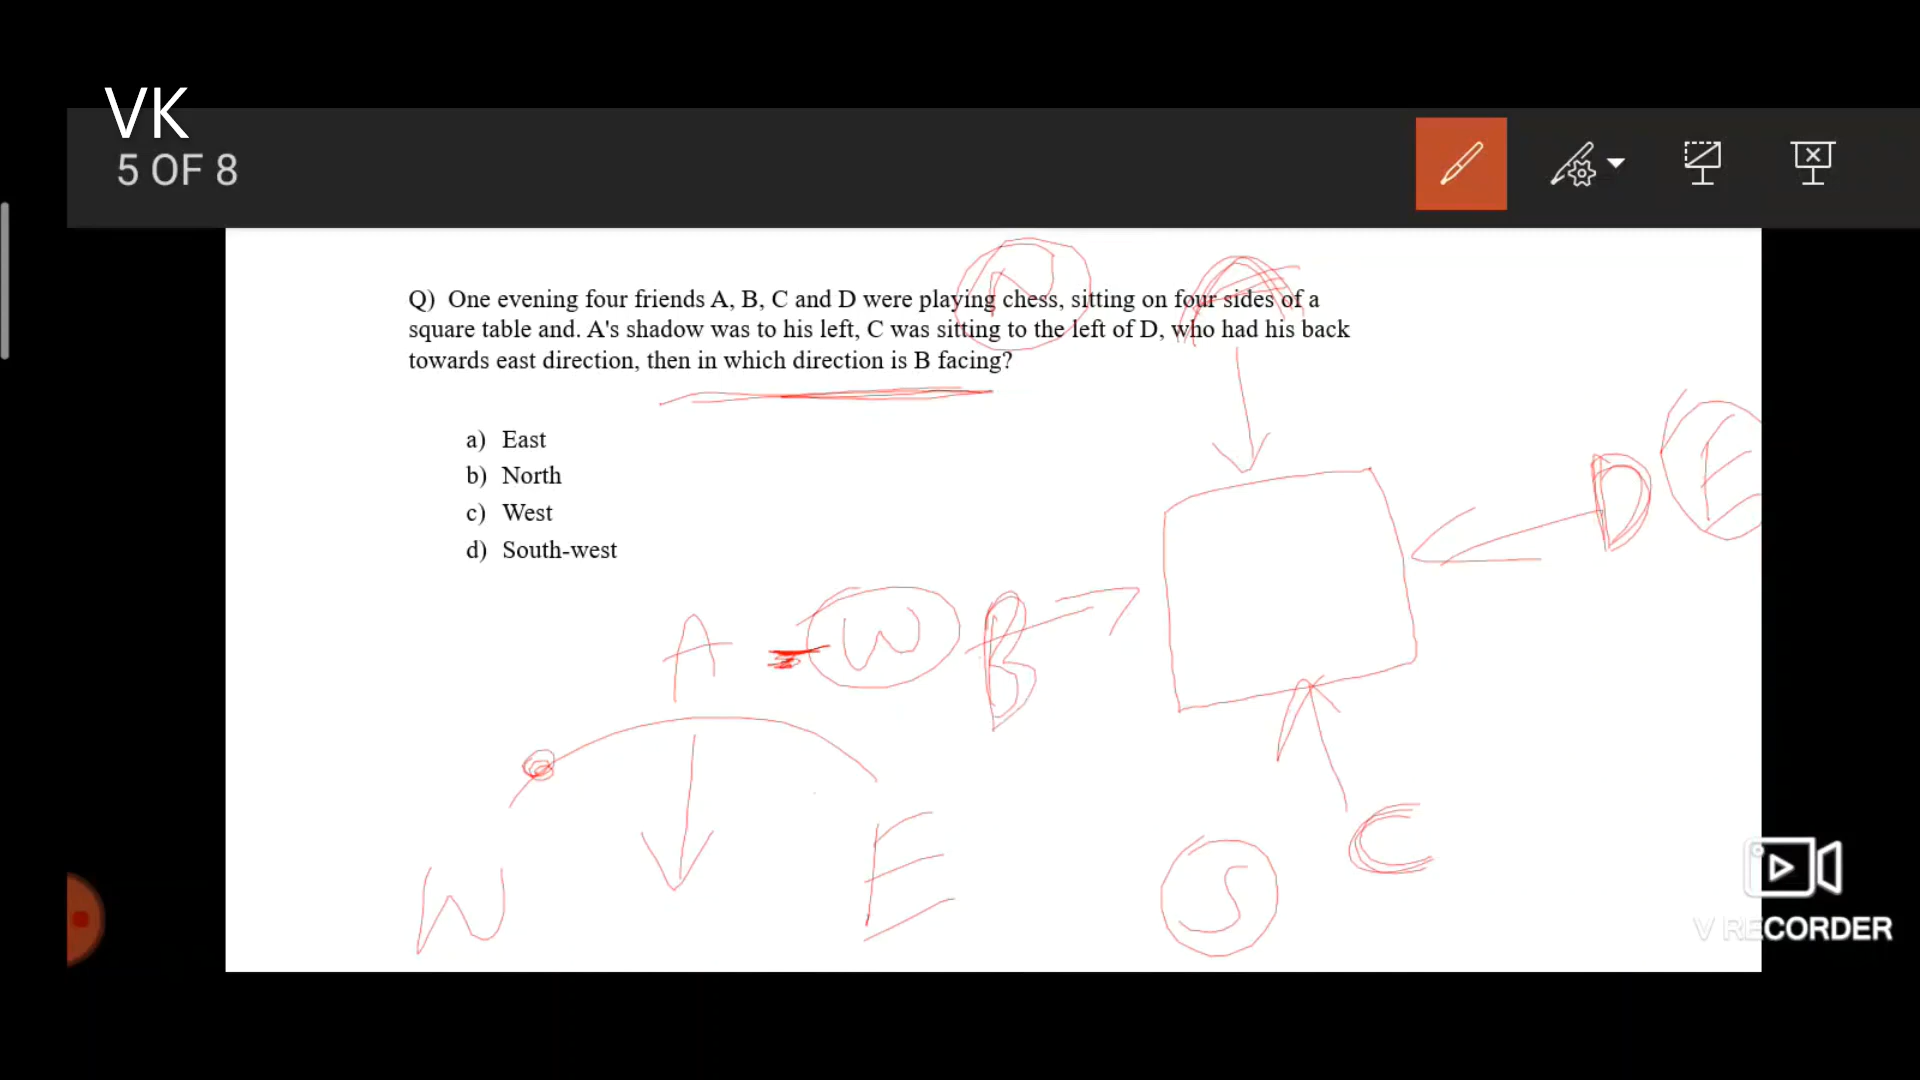 VK
5 OF 8
N
A
Q) One evening four friends A, B, C and D were playing chess, sitting on four sides of a
square table and. A's shadow was to his left, C was sitting to the left of D, who had his back
towards east direction, then in which direction is B facing?
a) East
b) North
c) West
d) South-west
D E
A W B
C
W E S
V RECORDER